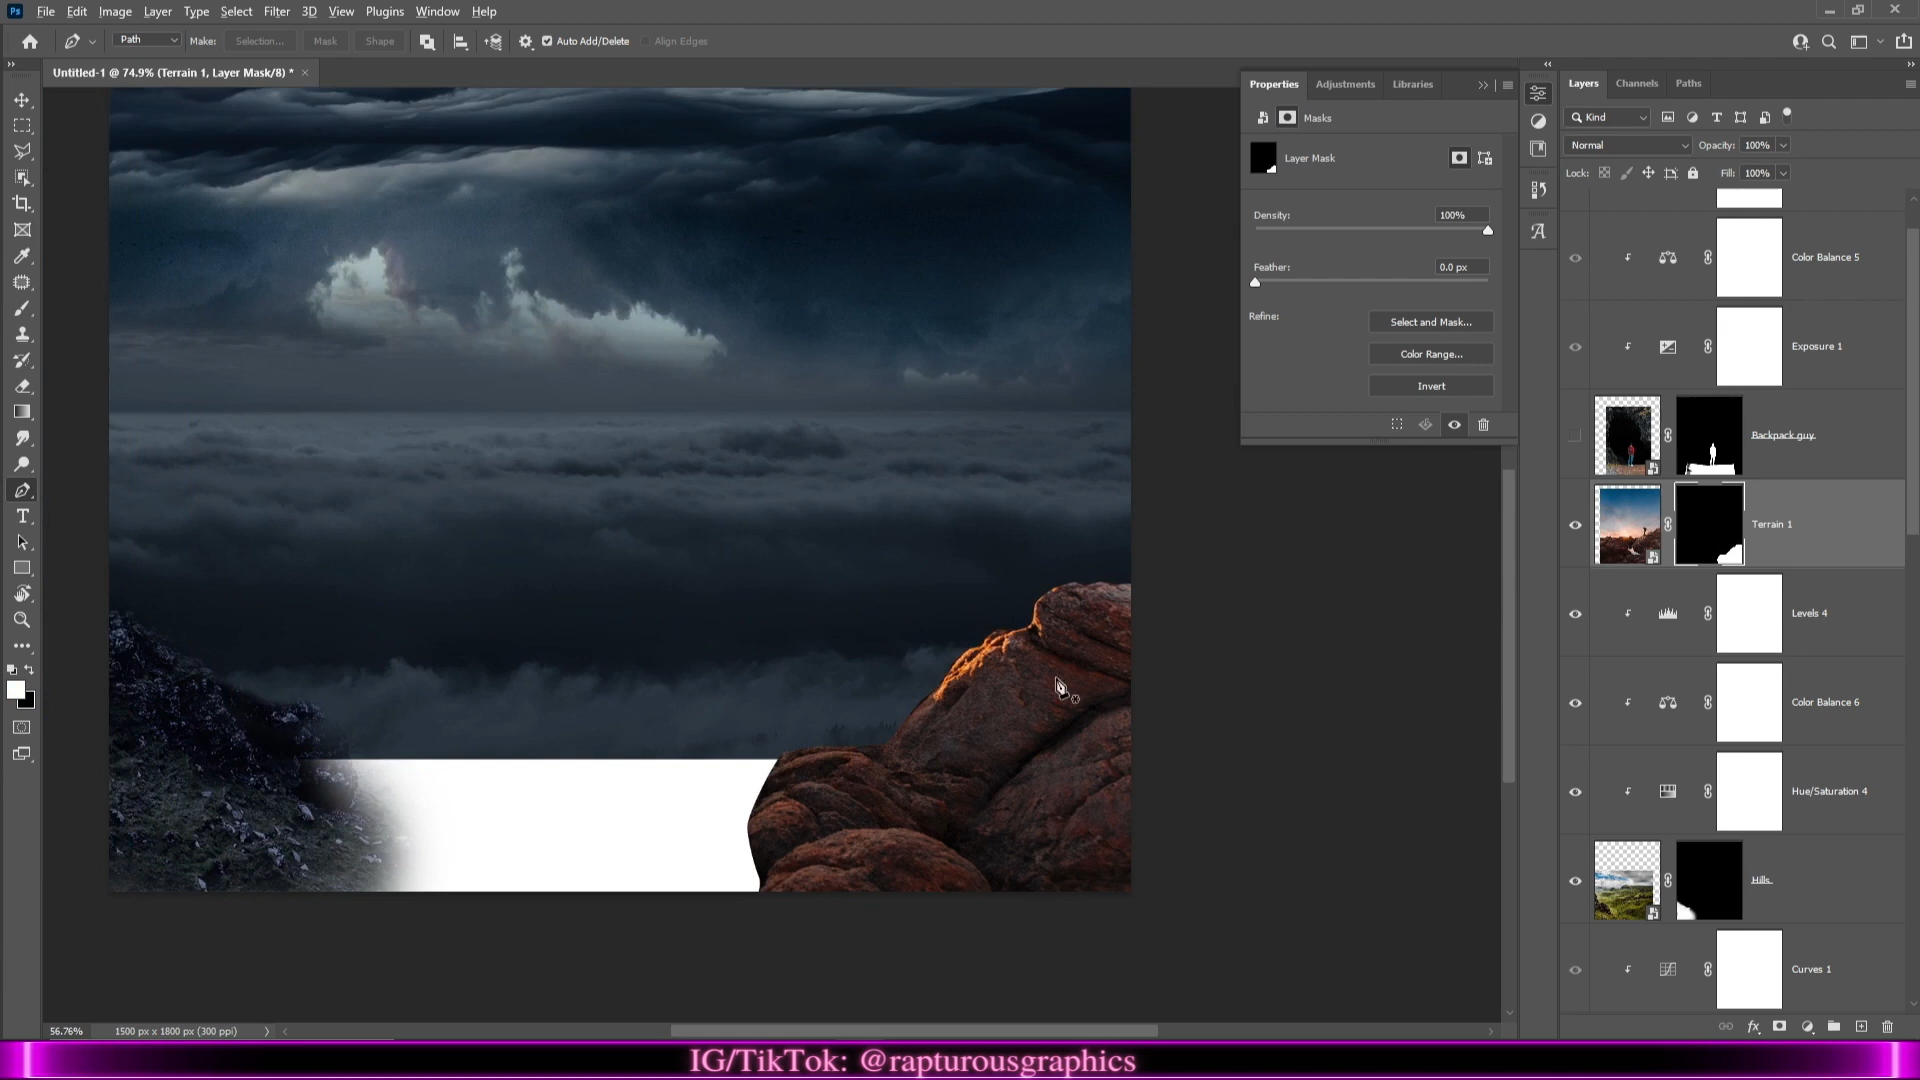 Ps File Edit Image Layer Type Select Filter 3D View Plugins Window Help
Path Make: Selection... Mask Shape Auto Add/Delete Align Edges
Untitled-1 @ 74.9% (Terrain 1, Layer Mask/8) *
Properties Adjustments Libraries
Masks
Layer Mask
Density: 100%
Feather: 0.0 px
Refine:
Select and Mask...
Color Range...
Invert
Layers Channels Paths
Kind
Normal Opacity: 100%
Lock: Fill: 100%
Color Balance 5
Exposure 1
Backpack guy
Terrain 1
Levels 4
Color Balance 6
Hue/Saturation 4
Hills
Curves 1
56.76% 1500 px x 1800 px (300 ppi)
IG/TikTok: @rapturousgraphics